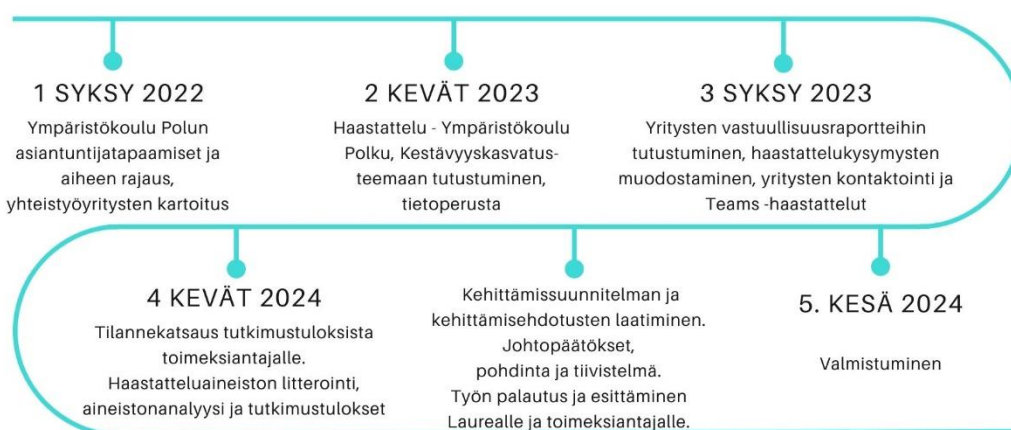 1 SYKSY 2022
Ympäristökoulu Polun
asiantuntijatapaamiset ja
aiheen rajaus,
yhteistyöyritysten kartoitus
2 KEVÄT 2023
Haastattelu - Ympäristökoulu
Polku, Kestävyyskasvatus-
teemaan tutustuminen,
tietoperusta
3 SYKSY 2023
Yritysten vastuullisuusraportteihin
tutustuminen, haastattelukysymysten
muodostaminen, yritysten kontaktointi ja
Teams -haastattelut
4 KEVÄT 2024
Tilannekatsaus tutkimustuloksista
toimeksiantajalle.
Haastatteluaineiston litterointi,
aineistonanalyysi ja tutkimustulokset
Kehittämissuunnitelman ja
kehittämisehdotusten laatiminen.
Johtopäätökset,
pohdinta ja tiivistelmä.
Työn palautus ja esittäminen
Laurealle ja toimeksiantajalle.
5. KESÄ 2024
Valmistuminen